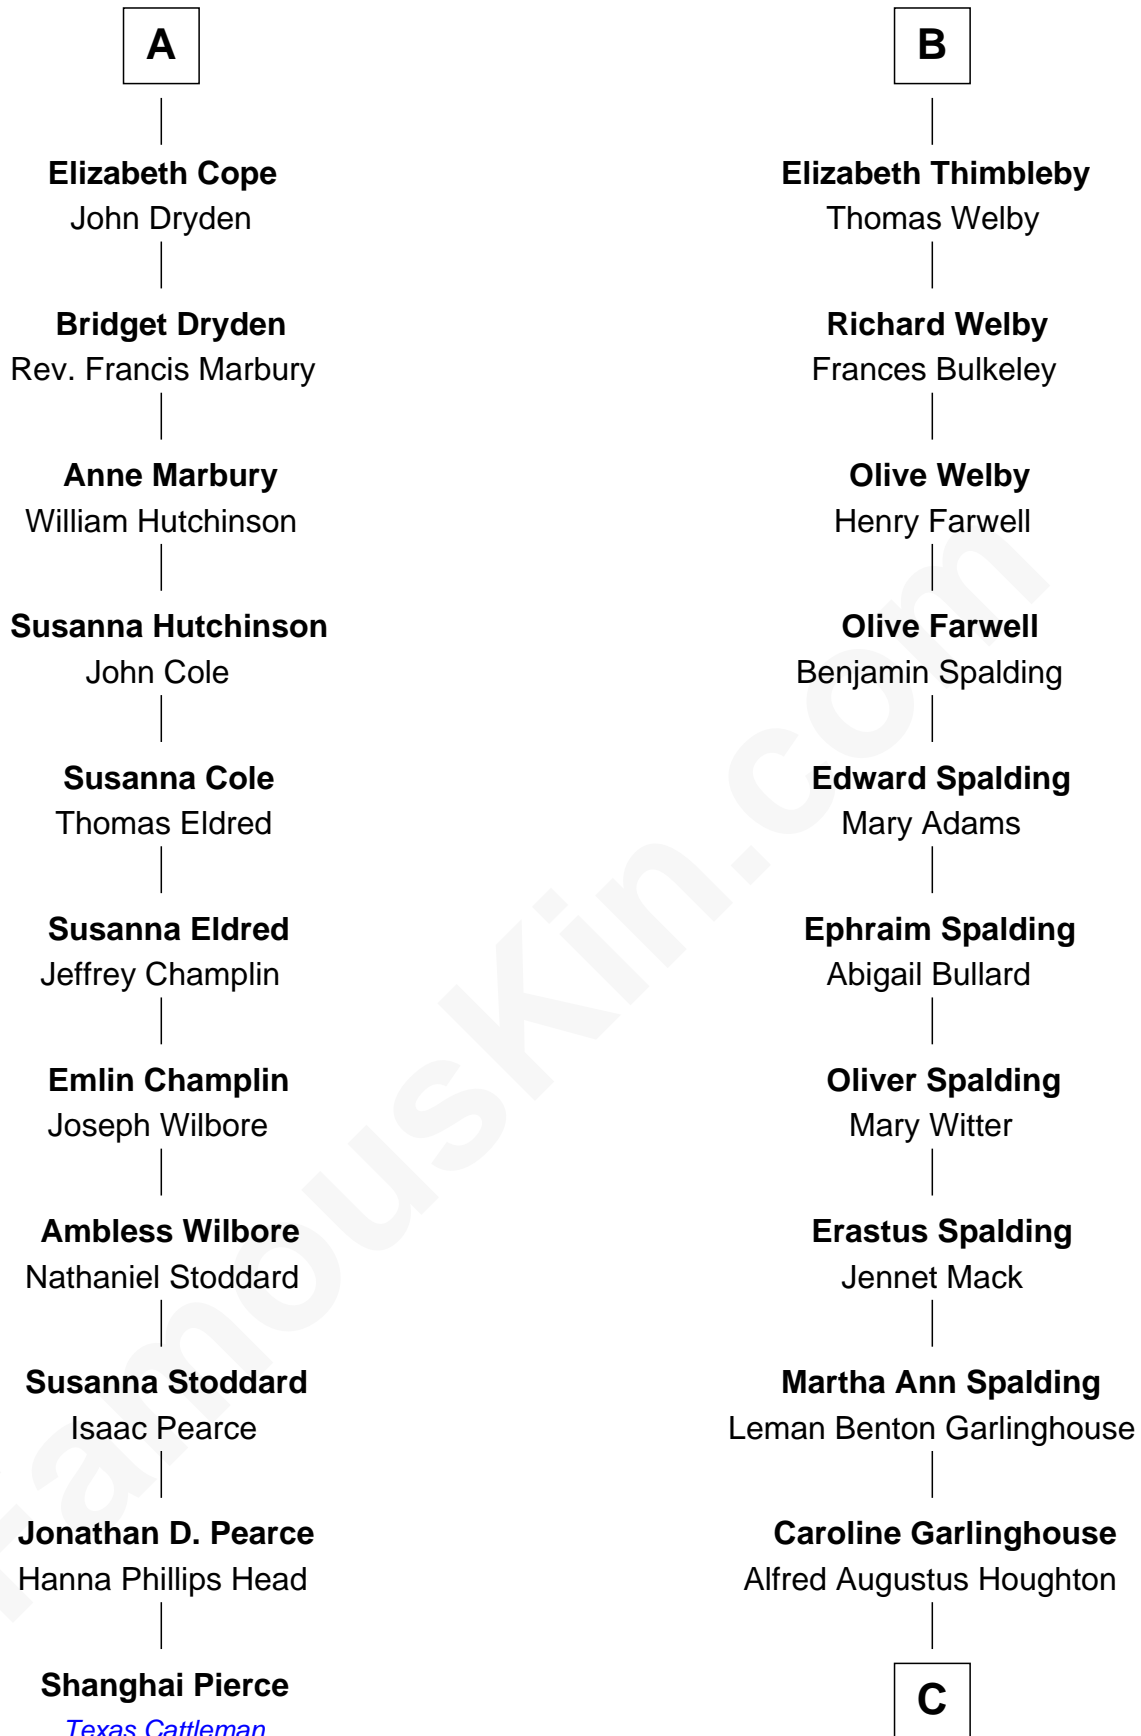 A
Elizabeth Cope
John Dryden
Bridget Dryden
Rev. Francis Marbury
Anne Marbury
William Hutchinson
Susanna Hutchinson
John Cole
Susanna Cole
Thomas Eldred
Susanna Eldred
Jeffrey Champlin
Emlin Champlin
Joseph Wilbore
Ambless Wilbore
Nathaniel Stoddard
Susanna Stoddard
Isaac Pearce
Jonathan D. Pearce
Hanna Phillips Head
Shanghai Pierce
Texas Cattleman
B
Elizabeth Thimbleby
Thomas Welby
Richard Welby
Frances Bulkeley
Olive Welby
Henry Farwell
Olive Farwell
Benjamin Spalding
Edward Spalding
Mary Adams
Ephraim Spalding
Abigail Bullard
Oliver Spalding
Mary Witter
Erastus Spalding
Jennet Mack
Martha Ann Spalding
Leman Benton Garlinghouse
Caroline Garlinghouse
Alfred Augustus Houghton
C
FamousKin.com